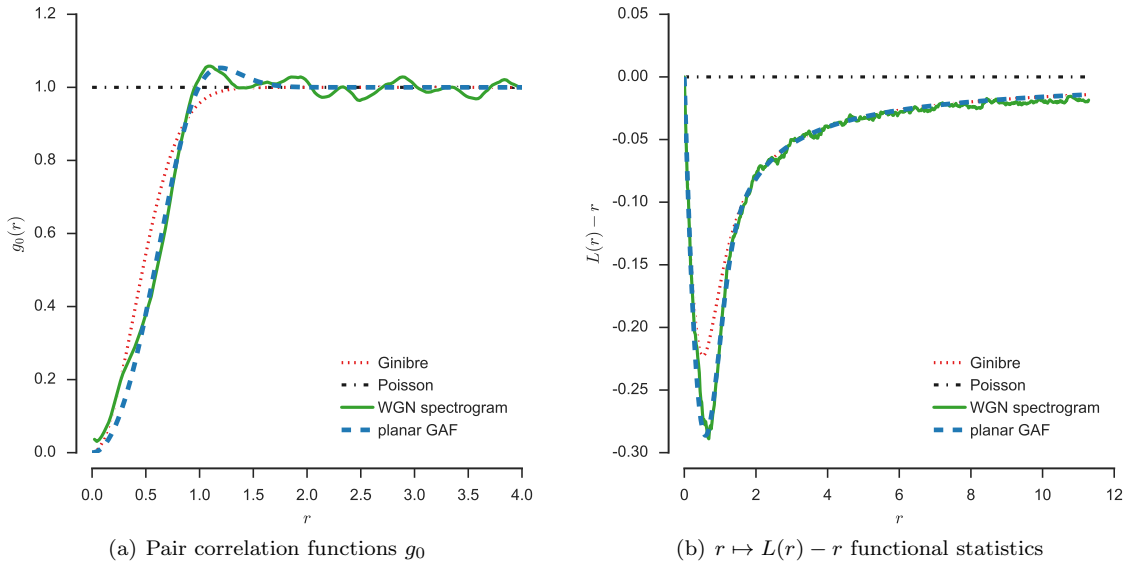 1.2
1.0
0.8
0.6
0.4
0.2
0.0
g₀(r)
0.0 0.5 1.0 1.5 2.0 2.5 3.0 3.5 4.0
r
Ginibre
Poisson
WGN spectrogram
planar GAF
(a) Pair correlation functions g₀
0.05
0.00
-0.05
-0.10
-0.15
-0.20
-0.25
-0.30
L(r) − r
0 2 4 6 8 10 12
r
Ginibre
Poisson
WGN spectrogram
planar GAF
(b) r ↦ L(r) − r functional statistics